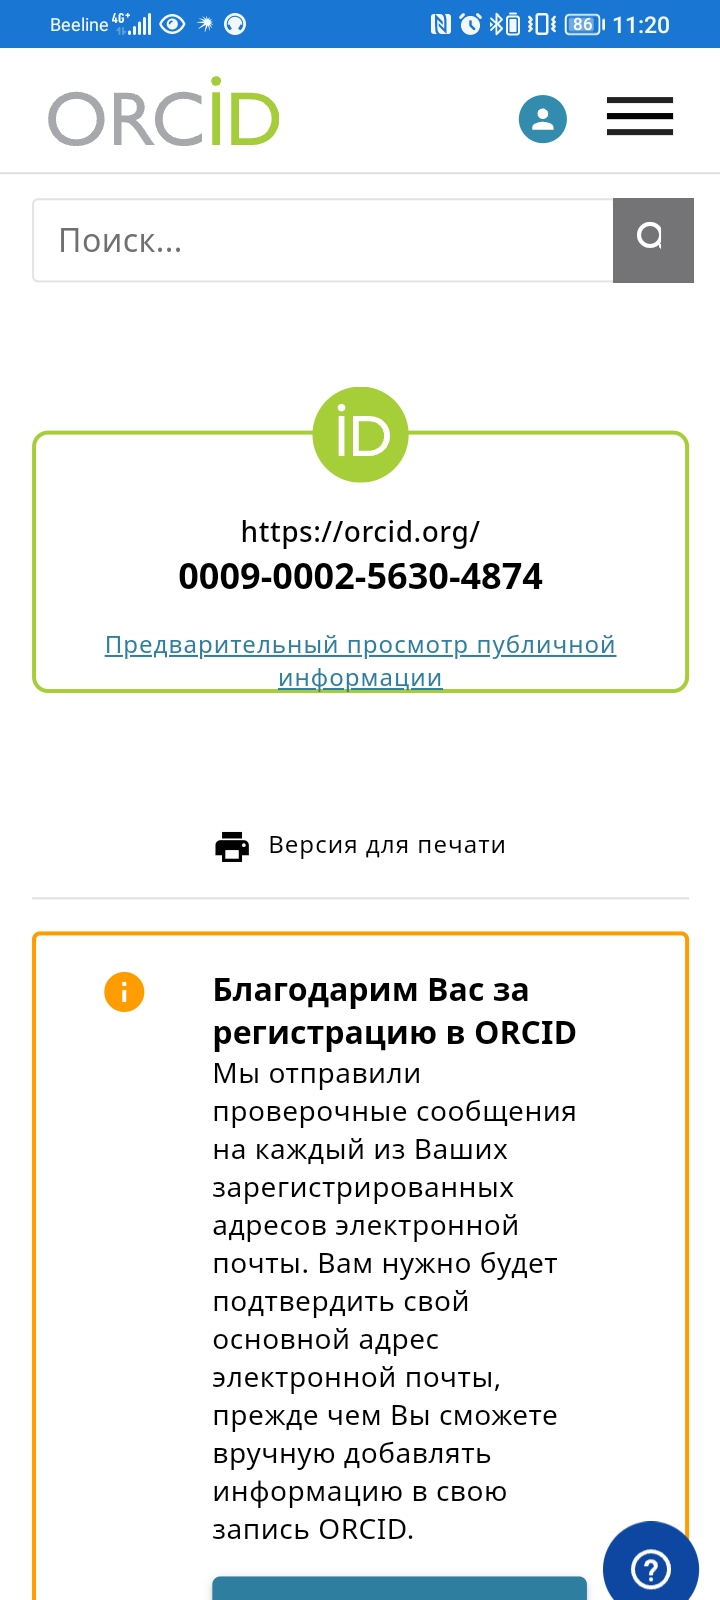 Beeline 4G+ 86 11:20
ORCiD
Поиск...
iD
https://orcid.org/
0009-0002-5630-4874
Предварительный просмотр публичной
информации
Версия для печати
Благодарим Вас за
регистрацию в ORCID
Мы отправили
проверочные сообщения
на каждый из Ваших
зарегистрированных
адресов электронной
почты. Вам нужно будет
подтвердить свой
основной адрес
электронной почты,
прежде чем Вы сможете
вручную добавлять
информацию в свою
запись ORCID.